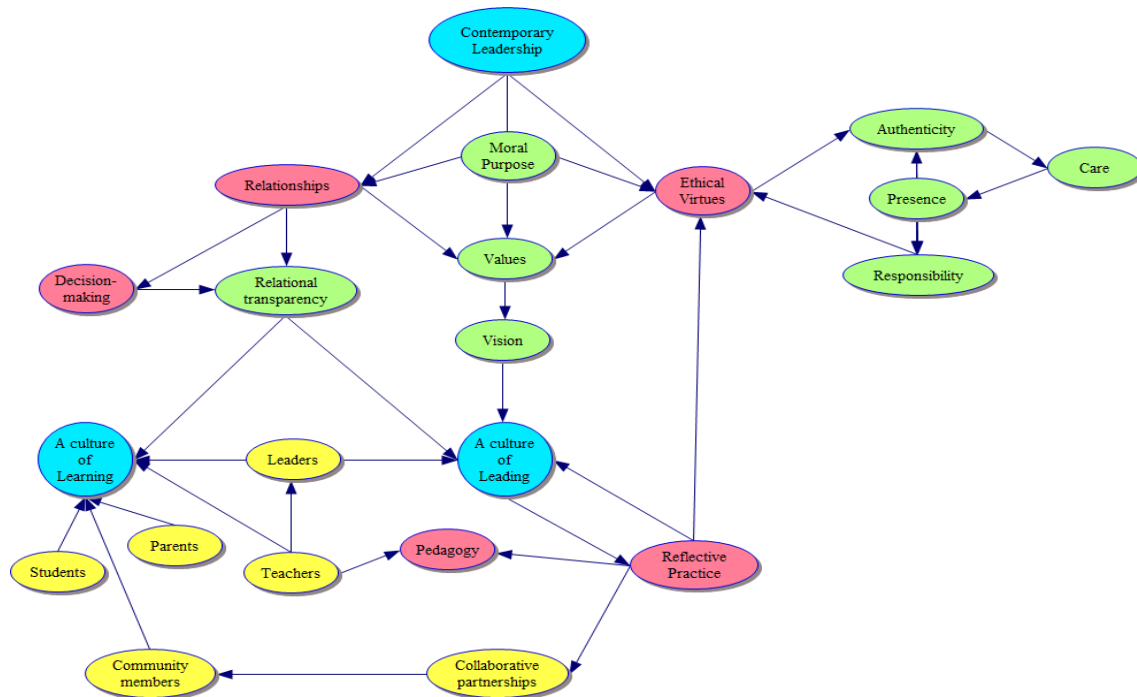 Contemporary
Leadership
Moral
Purpose
Relationships
Ethical
Virtues
Authenticity
Care
Presence
Responsibility
Values
Decision-
making
Relational
transparency
Vision
A culture
of
Learning
Leaders
A culture
of
Leading
Parents
Students
Teachers
Pedagogy
Reflective
Practice
Community
members
Collaborative
partnerships